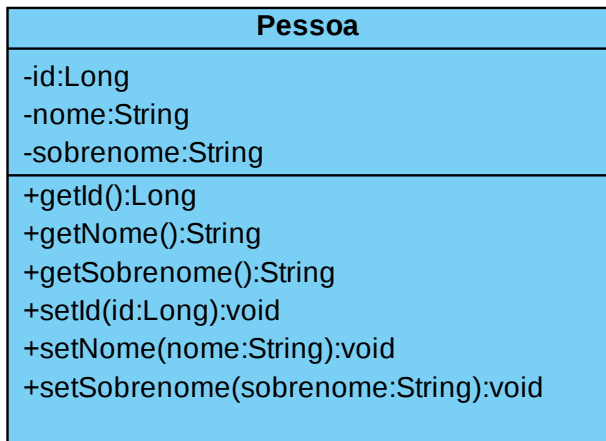 Pessoa
-id:Long
-nome:String
-sobrenome:String
+getId():Long
+getNome():String
+getSobrenome():String
+setId(id:Long):void
+setNome(nome:String):void
+setSobrenome(sobrenome:String):void